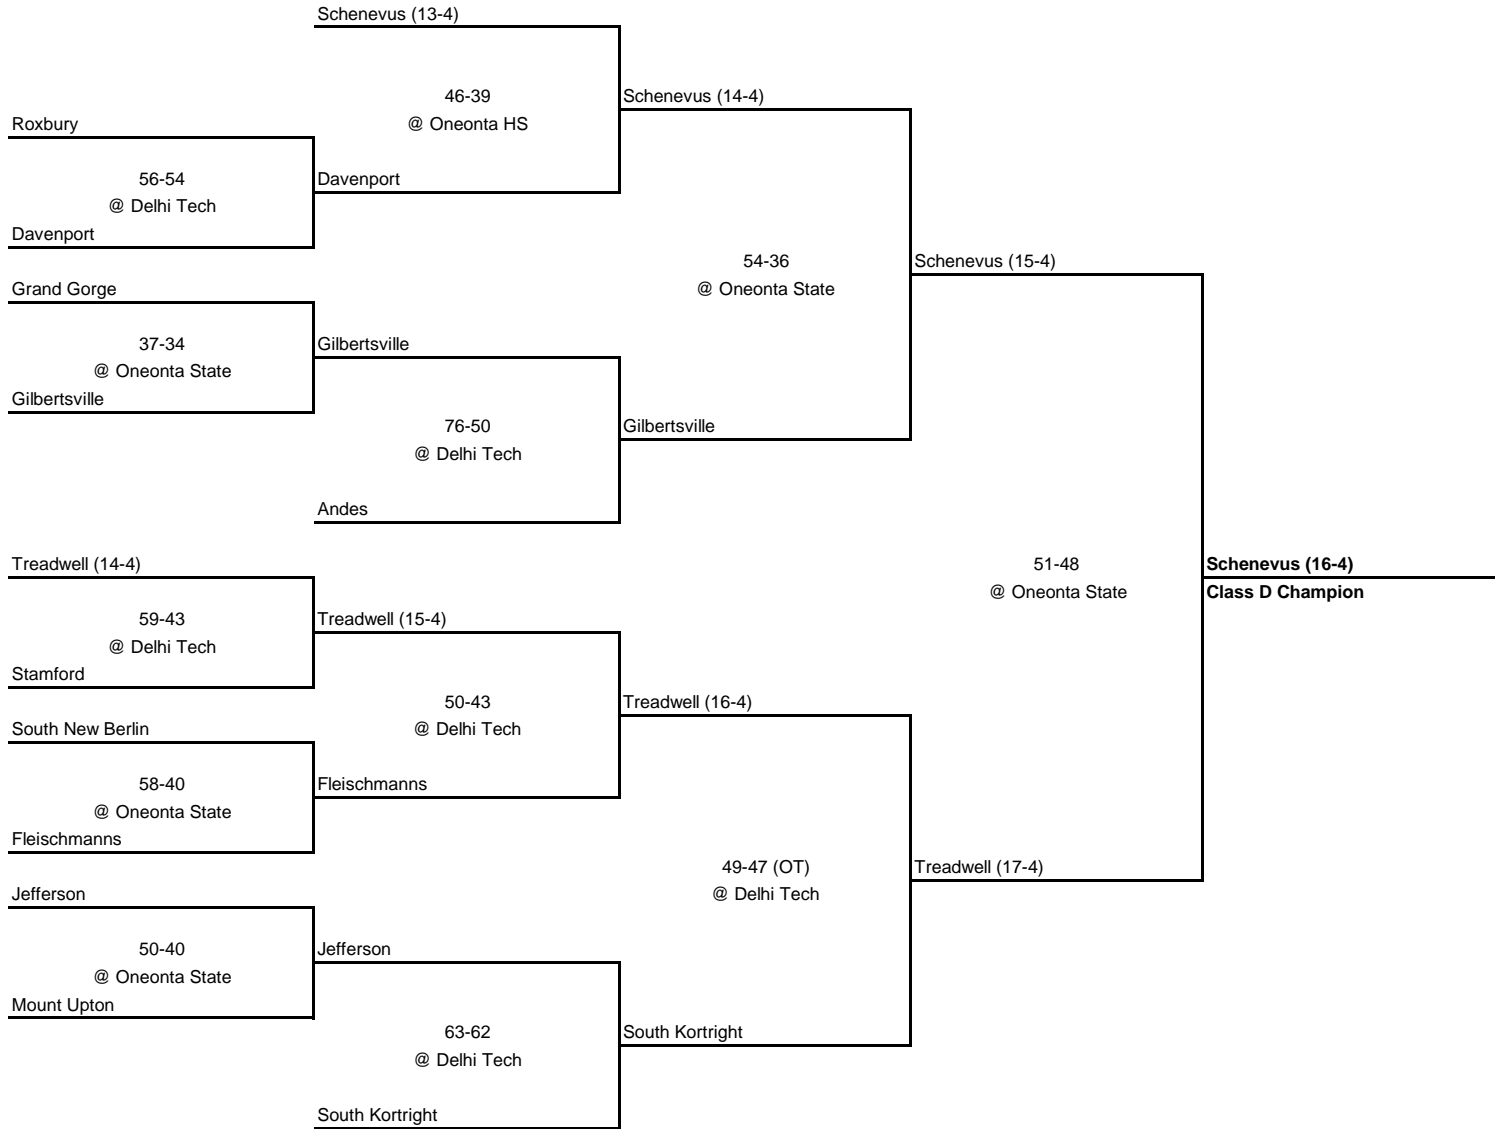 Schenevus (13-4)
46-39
@ Oneonta HS
Schenevus (14-4)
Roxbury
56-54
@ Delhi Tech
Davenport
Davenport
54-36
@ Oneonta State
Schenevus (15-4)
Grand Gorge
37-34
@ Oneonta State
Gilbertsville
Gilbertsville
76-50
@ Delhi Tech
Gilbertsville
Andes
Treadwell (14-4)
51-48
@ Oneonta State
Schenevus (16-4)
Class D Champion
59-43
@ Delhi Tech
Treadwell (15-4)
Stamford
50-43
@ Delhi Tech
Treadwell (16-4)
South New Berlin
58-40
@ Oneonta State
Fleischmanns
Fleischmanns
49-47 (OT)
@ Delhi Tech
Treadwell (17-4)
Jefferson
50-40
@ Oneonta State
Jefferson
Mount Upton
63-62
@ Delhi Tech
South Kortright
South Kortright